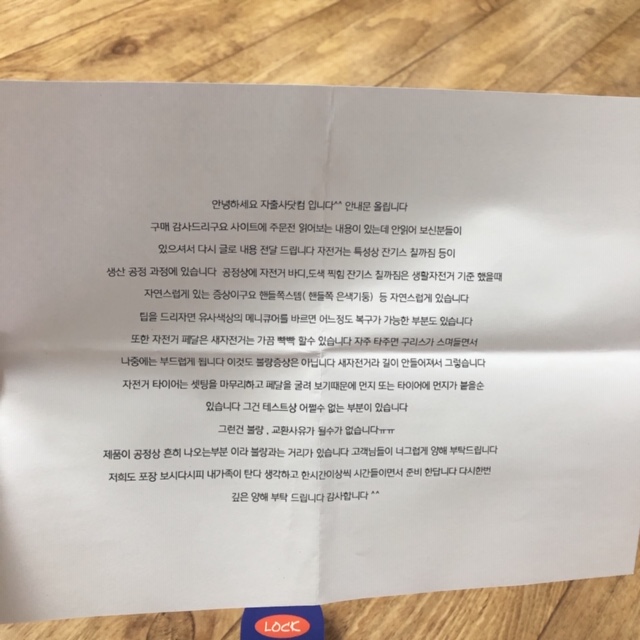 안녕하세요 자출사닷컴 입니다^^ 안내문 올립니다
구매 감사드리구요 사이트에 주문전 읽어보는 내용이 있는데 안읽어 보신분들이
있으셔서 다시 글로 내용 전달 드립니다 자전거는 특성상 잔기스 칠까짐 등이
생산 공정 과정에 있습니다 공정상에 자전거 바디,도색 찍힘 잔기스 칠까짐은 생활자전거 기준 했을때
자연스럽게 있는 증상이구요 핸들쪽스템( 핸들쪽 은색기둥) 등 자연스럽게 있습니다
팁을 드리자면 유사색상의 메니큐어를 바르면 어느정도 복구가 가능한 부분도 있습니다
또한 자전거 페달은 새자전거는 가끔 빡빡 할수 있습니다 자주 타주면 구리스가 스며들면서
나중에는 부드럽게 됩니다 이것도 불량증상은 아닙니다 새자전거라 길이 안들어져서 그렇습니다
자전거 타이어는 셋팅을 마무리하고 페달을 굴려 보기때문에 먼지 또는 타이어에 먼지가 붙을순
있습니다 그건 테스트상 어쩔수 없는 부분이 있습니다
그런건 불량 , 교환사유가 될수가 없습니다ㅠㅠ
제품이 공정상 흔히 나오는부분 이라 불량과는 거리가 있습니다 고객님들이 너그럽게 양해 부탁드립니다
저희도 포장 보시다시피 내가족이 탄다 생각하고 한시간이상씩 시간들이면서 준비 한답니다 다시한번
깊은 양해 부탁 드립니다 감사합니다 ^^
LOCK